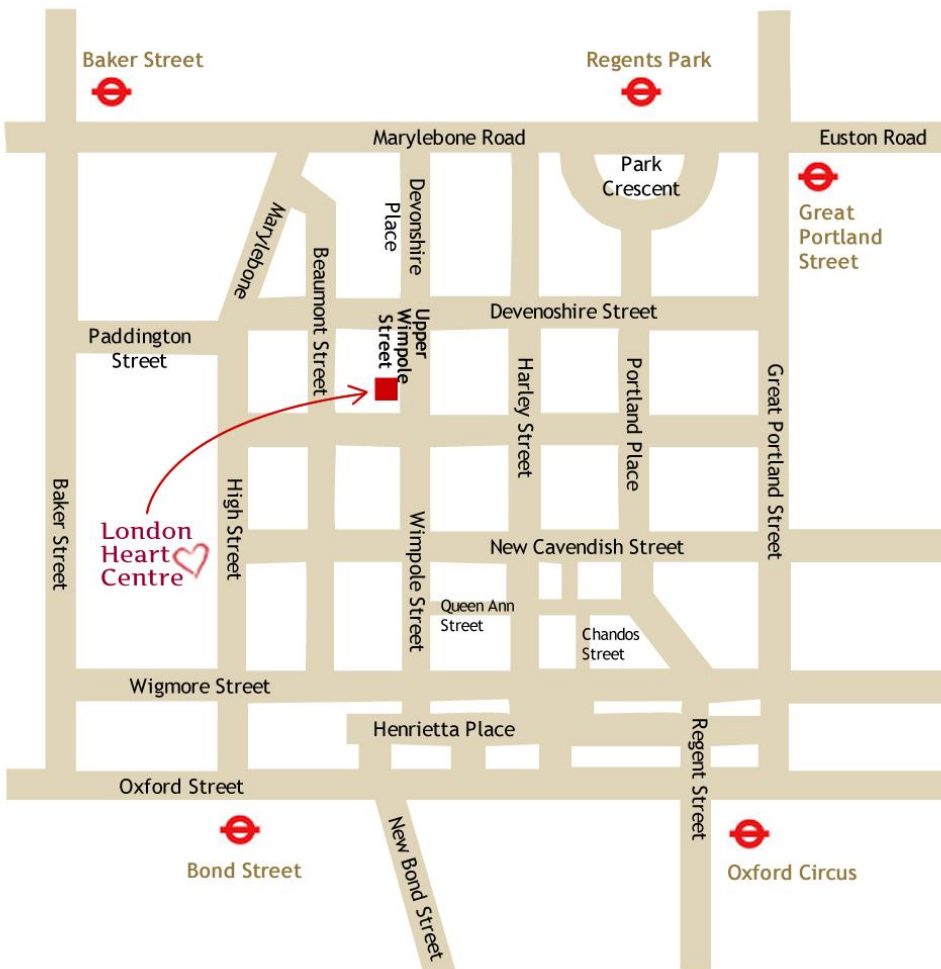 Baker Street
Regents Park
Marylebone Road
Euston Road
Park
Crescent
Great
Portland
Street
Devonshire
Place
Marylebone
Beaumont Street
Upper
Wimpole
Street
Devenoshire Street
Paddington
Street
Harley Street
Portland Place
Great Portland Street
Baker Street
High Street
London
Heart
Centre
Wimpole Street
New Cavendish Street
Queen Ann
Street
Chandos
Street
Wigmore Street
Henrietta Place
Regent Street
Oxford Street
New Bond Street
Bond Street
Oxford Circus